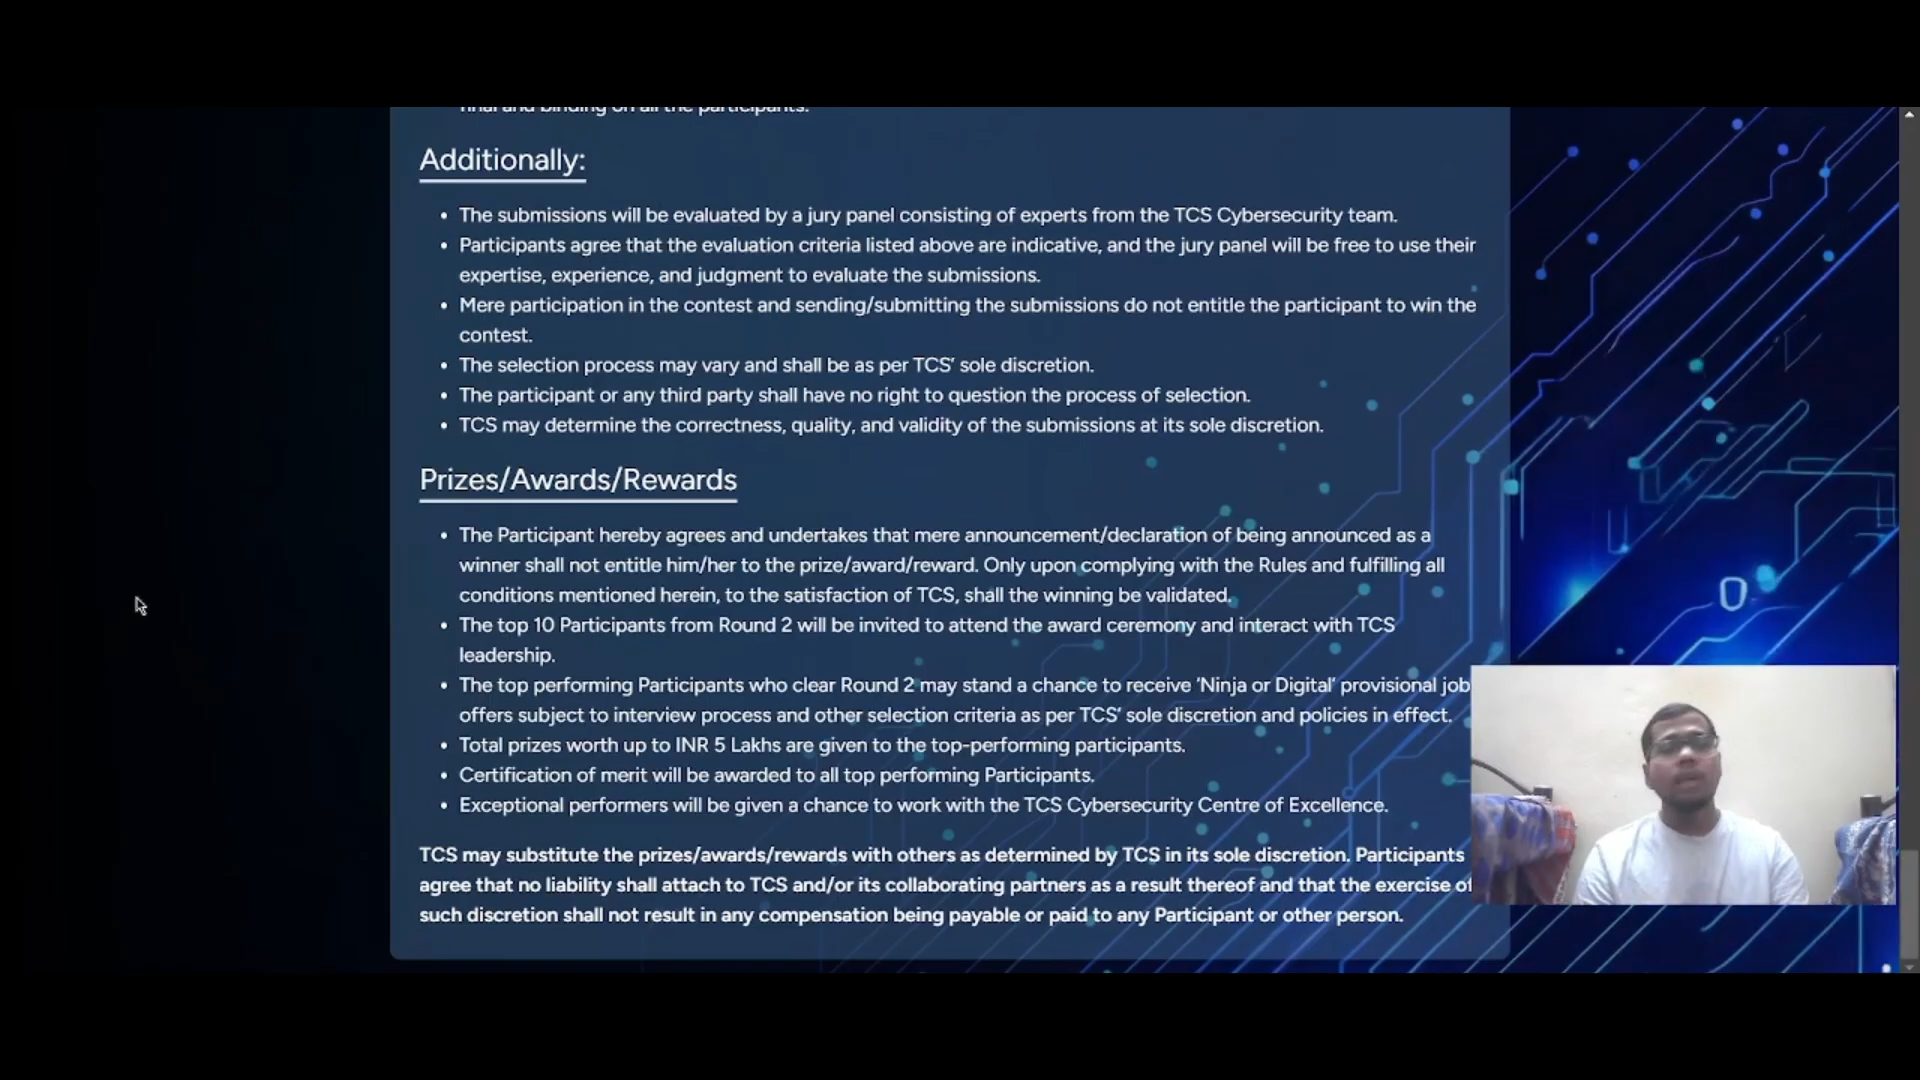 final and binding on all the participants.
Additionally:
• The submissions will be evaluated by a jury panel consisting of experts from the TCS Cybersecurity team.
• Participants agree that the evaluation criteria listed above are indicative, and the jury panel will be free to use their
expertise, experience, and judgment to evaluate the submissions.
• Mere participation in the contest and sending/submitting the submissions do not entitle the participant to win the
contest.
• The selection process may vary and shall be as per TCS’ sole discretion.
• The participant or any third party shall have no right to question the process of selection.
• TCS may determine the correctness, quality, and validity of the submissions at its sole discretion.
Prizes/Awards/Rewards
• The Participant hereby agrees and undertakes that mere announcement/declaration of being announced as a
winner shall not entitle him/her to the prize/award/reward. Only upon complying with the Rules and fulfilling all
conditions mentioned herein, to the satisfaction of TCS, shall the winning be validated.
• The top 10 Participants from Round 2 will be invited to attend the award ceremony and interact with TCS
leadership.
• The top performing Participants who clear Round 2 may stand a chance to receive ‘Ninja or Digital’ provisional job
offers subject to interview process and other selection criteria as per TCS’ sole discretion and policies in effect.
• Total prizes worth up to INR 5 Lakhs are given to the top-performing participants.
• Certification of merit will be awarded to all top performing Participants.
• Exceptional performers will be given a chance to work with the TCS Cybersecurity Centre of Excellence.
TCS may substitute the prizes/awards/rewards with others as determined by TCS in its sole discretion. Participants
agree that no liability shall attach to TCS and/or its collaborating partners as a result thereof and that the exercise of
such discretion shall not result in any compensation being payable or paid to any Participant or other person.